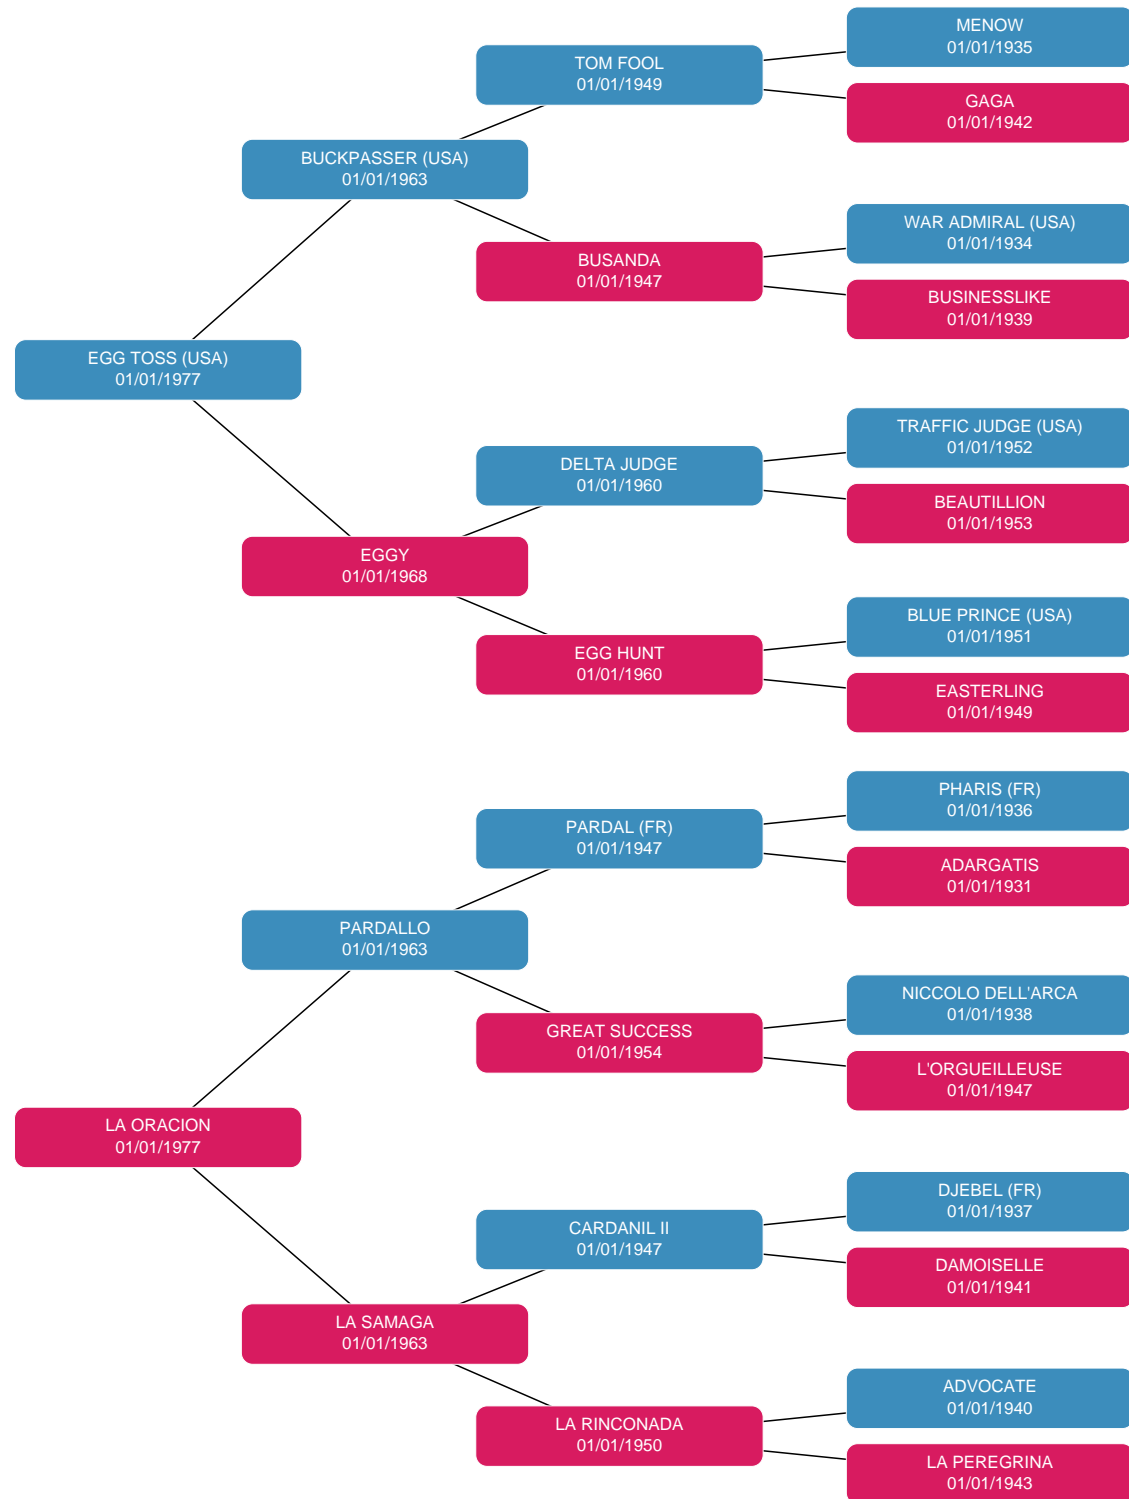 MENOW
01/01/1935
TOM FOOL
01/01/1949
GAGA
01/01/1942
BUCKPASSER (USA)
01/01/1963
WAR ADMIRAL (USA)
01/01/1934
BUSANDA
01/01/1947
BUSINESSLIKE
01/01/1939
EGG TOSS (USA)
01/01/1977
TRAFFIC JUDGE (USA)
01/01/1952
DELTA JUDGE
01/01/1960
BEAUTILLION
01/01/1953
EGGY
01/01/1968
BLUE PRINCE (USA)
01/01/1951
EGG HUNT
01/01/1960
EASTERLING
01/01/1949
PHARIS (FR)
01/01/1936
PARDAL (FR)
01/01/1947
ADARGATIS
01/01/1931
PARDALLO
01/01/1963
NICCOLO DELL'ARCA
01/01/1938
GREAT SUCCESS
01/01/1954
L'ORGUEILLEUSE
01/01/1947
LA ORACION
01/01/1977
DJEBEL (FR)
01/01/1937
CARDANIL II
01/01/1947
DAMOISELLE
01/01/1941
LA SAMAGA
01/01/1963
ADVOCATE
01/01/1940
LA RINCONADA
01/01/1950
LA PEREGRINA
01/01/1943